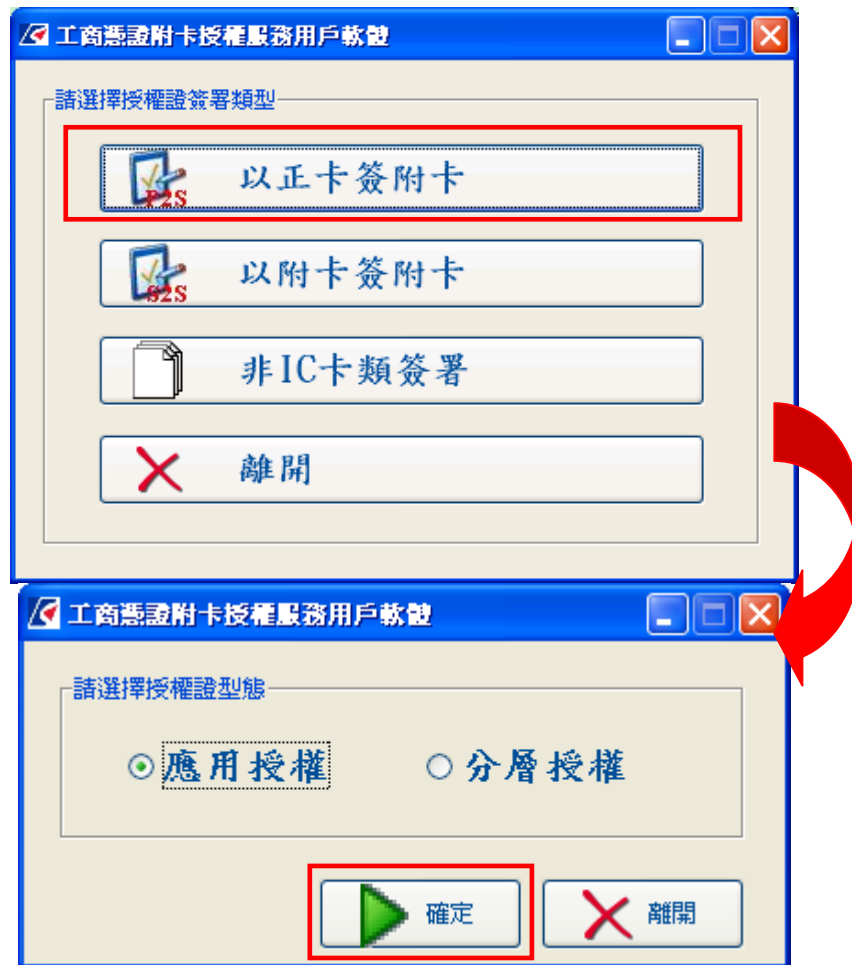 工商憑證附卡授權服務用戶軟體
請選擇授權證簽署類型
P2S
以正卡簽附卡
S2S
以附卡簽附卡
非IC卡類簽署
離開
工商憑證附卡授權服務用戶軟體
請選擇授權證型態
應用授權 分層授權
確定 離開